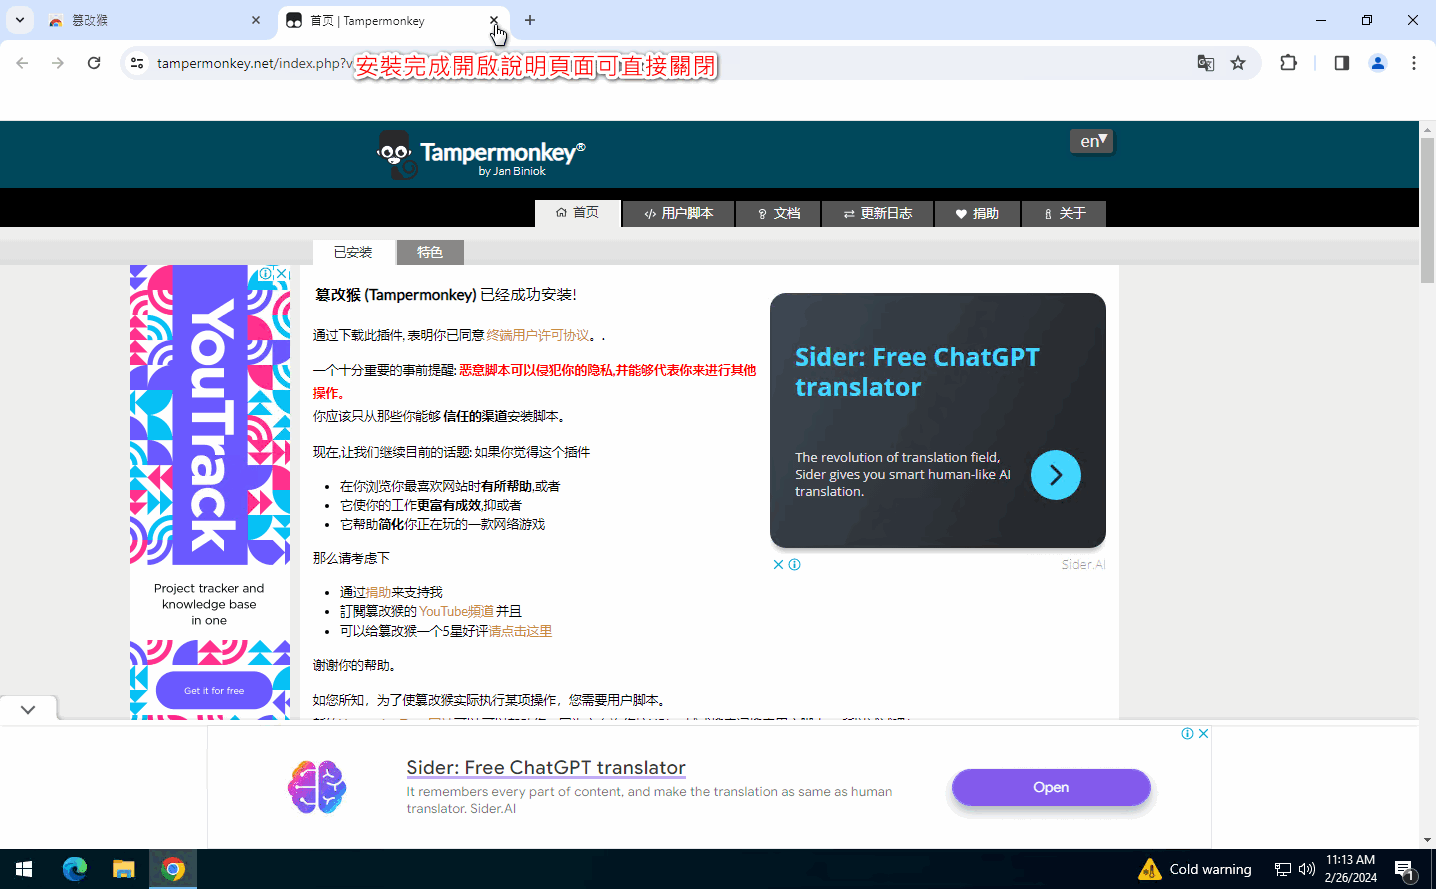 篡改猴
首页 | Tampermonkey
tampermonkey.net/index.php?v
安裝完成開啟說明頁面可直接關閉
Tampermonkey®
by Jan Biniok
en
首页
用户脚本
文档
更新日志
捐助
关于
已安装
特色
YouTrack
Project tracker and
knowledge base
in one
Get it for free
篡改猴 (Tampermonkey) 已经成功安装!
通过下载此插件, 表明你已同意 终端用户许可协议。.
一个十分重要的事前提醒: 恶意脚本可以侵犯你的隐私,并能够代表你来进行其他
操作。
你应该只从那些你能够 信任的渠道安装脚本。
现在,让我们继续目前的话题: 如果你觉得这个插件
在你浏览你最喜欢网站时有所帮助,或者
它使你的工作更富有成效,抑或者
它帮助简化你正在玩的一款网络游戏
那么请考虑下
通过捐助来支持我
訂閱篡改猴的 YouTube頻道 并且
可以给篡改猴一个5星好评请点击这里
谢谢你的帮助。
如您所知，为了使篡改猴实际执行某项操作，您需要用户脚本。
Sider: Free ChatGPT
translator
The revolution of translation field,
Sider gives you smart human-like AI
translation.
Sider.AI
Sider: Free ChatGPT translator
It remembers every part of content, and make the translation as same as human
translator. Sider.AI
Open
Cold warning
11:13 AM
2/26/2024
1